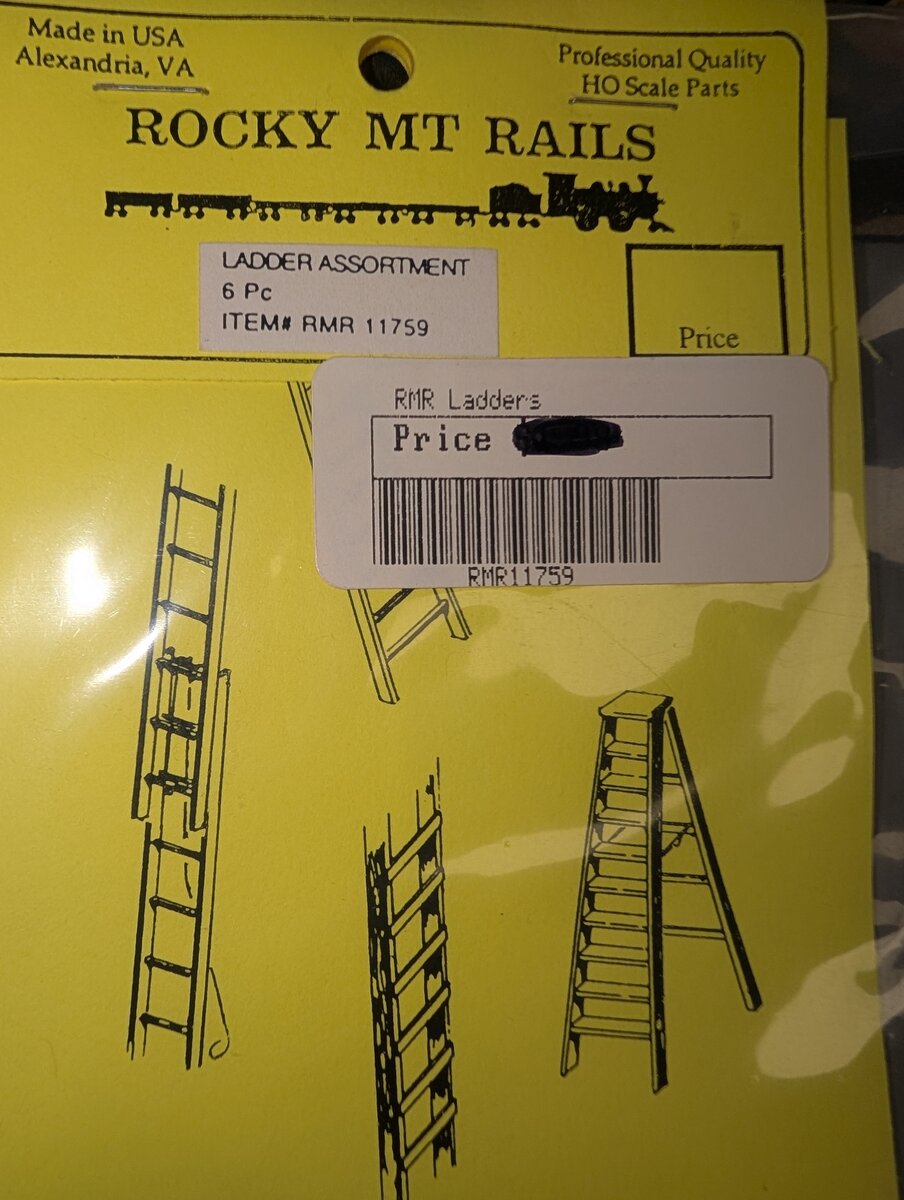 Made in USA
Alexandria, VA
Professional Quality
HO Scale Parts
ROCKY MT RAILS
LADDER ASSORTMENT
6 Pc
ITEM# RMR 11759
Price
RMR Ladders
Price
RMR11759